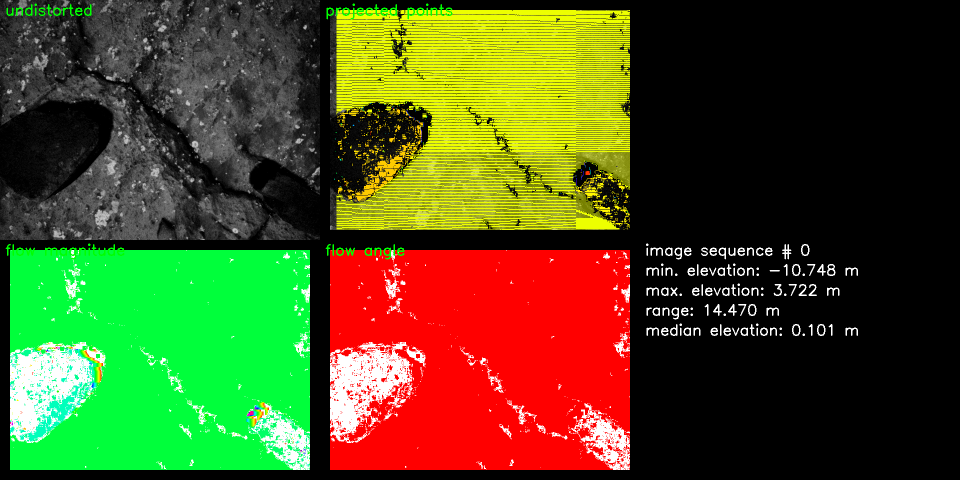 undistorted
projected points
flow magnitude
flow angle
image sequence # 0
min. elevation: -10.748 m
max. elevation: 3.722 m
range: 14.470 m
median elevation: 0.101 m